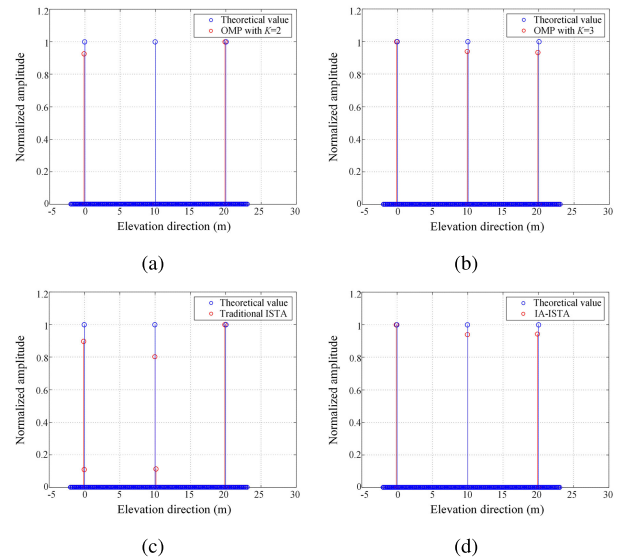 1.2
1
0.8
0.6
0.4
0.2
0
-5 0 5 10 15 20 25 30
Normalized amplitude
Elevation direction (m)
Theoretical value
OMP with K=2
(a)
1.2
1
0.8
0.6
0.4
0.2
0
-5 0 5 10 15 20 25 30
Normalized amplitude
Elevation direction (m)
Theoretical value
OMP with K=3
(b)
1.2
1
0.8
0.6
0.4
0.2
0
-5 0 5 10 15 20 25 30
Normalized amplitude
Elevation direction (m)
Theoretical value
Traditional ISTA
(c)
1.2
1
0.8
0.6
0.4
0.2
0
-5 0 5 10 15 20 25 30
Normalized amplitude
Elevation direction (m)
Theoretical value
IA-ISTA
(d)